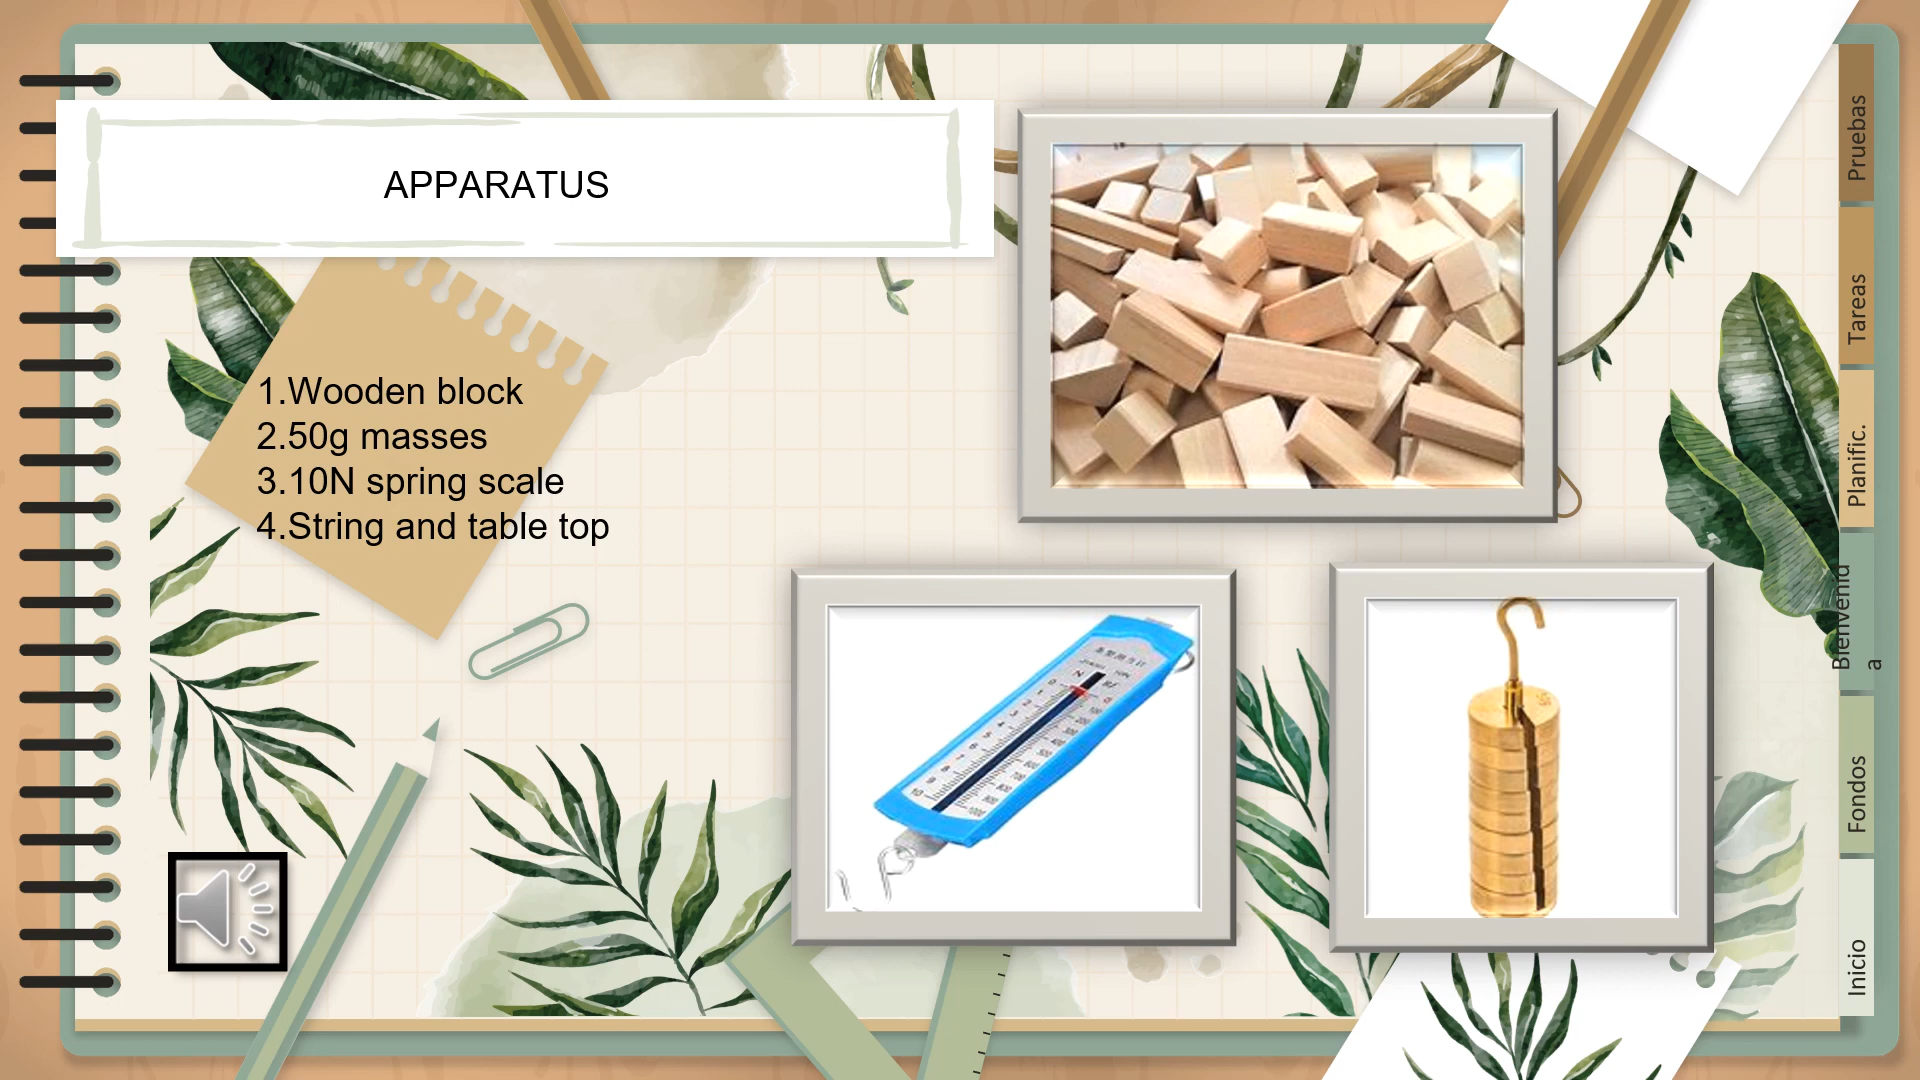 APPARATUS
1.Wooden block
2.50g masses
3.10N spring scale
4.String and table top
Pruebas
Tareas
Planific.
Bienvenid
a
Fondos
Inicio